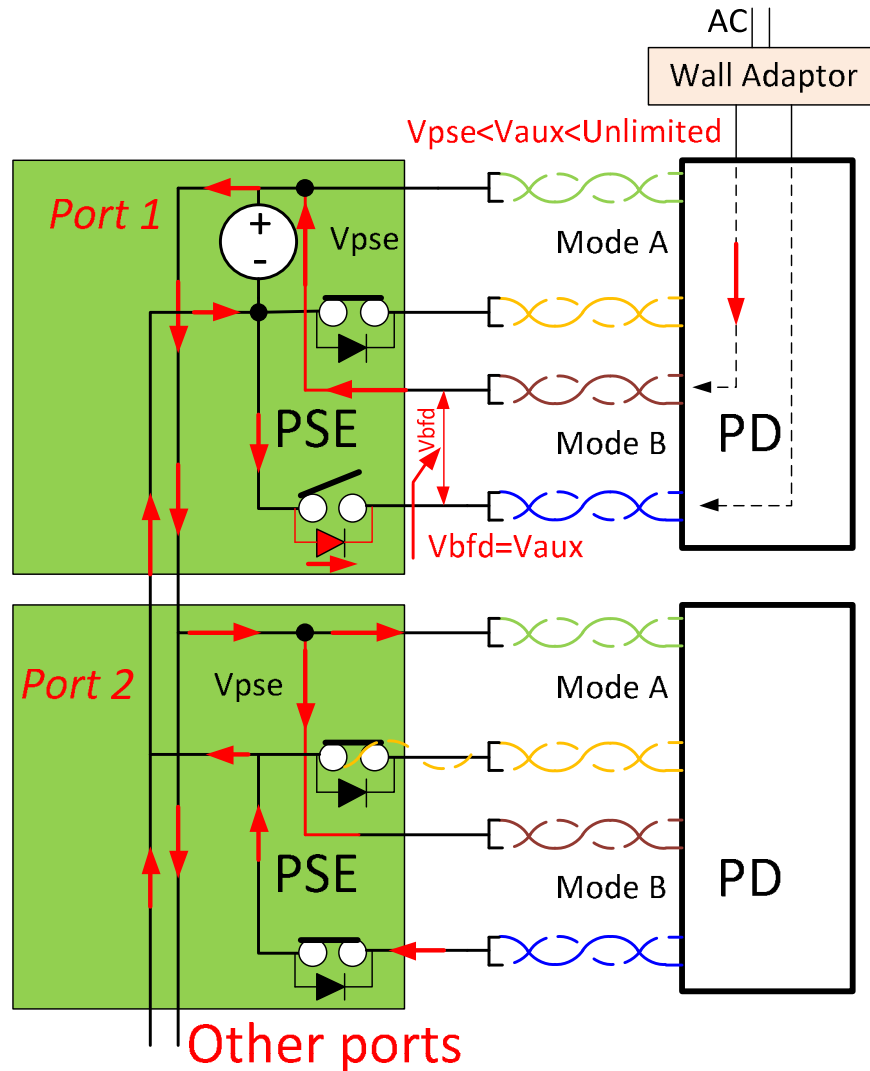 AC
Wall Adaptor
Vpse<Vaux<Unlimited
Port 1
+
-
Vpse
Mode A
PSE
Vbfd
Mode B
PD
Vbfd=Vaux
Port 2
Vpse
Mode A
PSE
Mode B
PD
Other ports